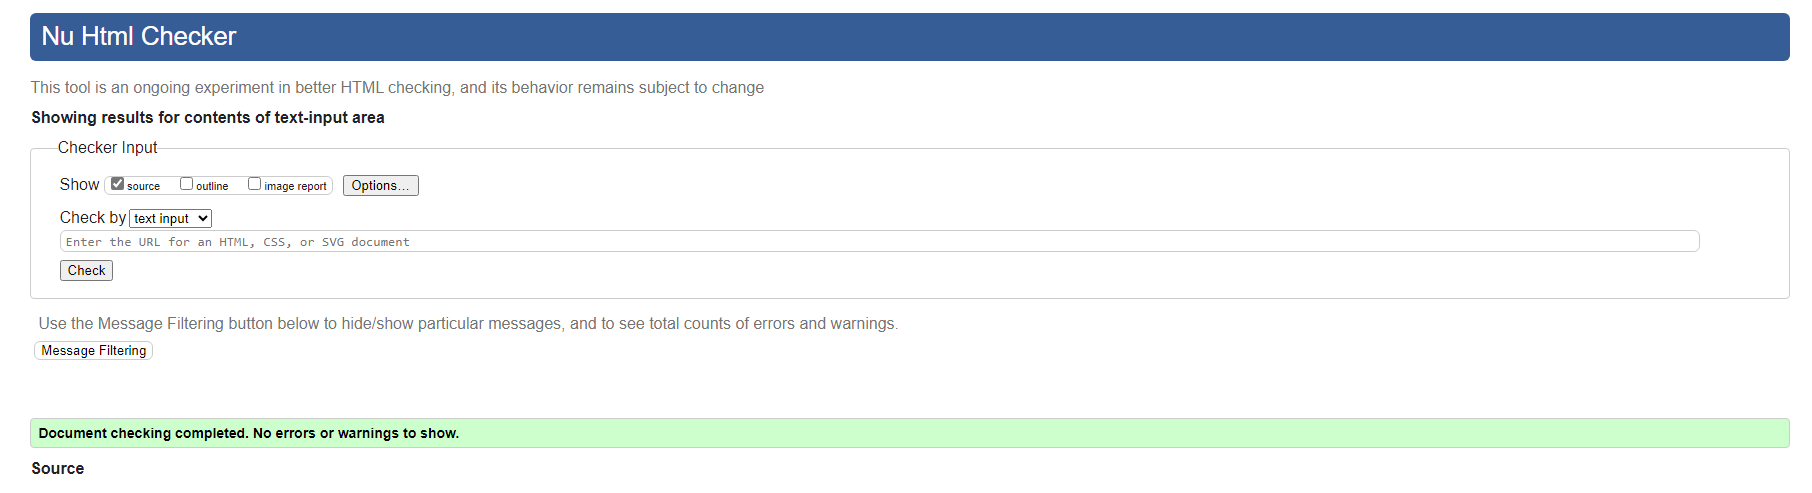 Nu Html Checker
This tool is an ongoing experiment in better HTML checking, and its behavior remains subject to change
Showing results for contents of text-input area
Checker Input
Show source outline image report Options...
Check by text input
Enter the URL for an HTML, CSS, or SVG document
Check
Use the Message Filtering button below to hide/show particular messages, and to see total counts of errors and warnings.
Message Filtering
Document checking completed. No errors or warnings to show.
Source